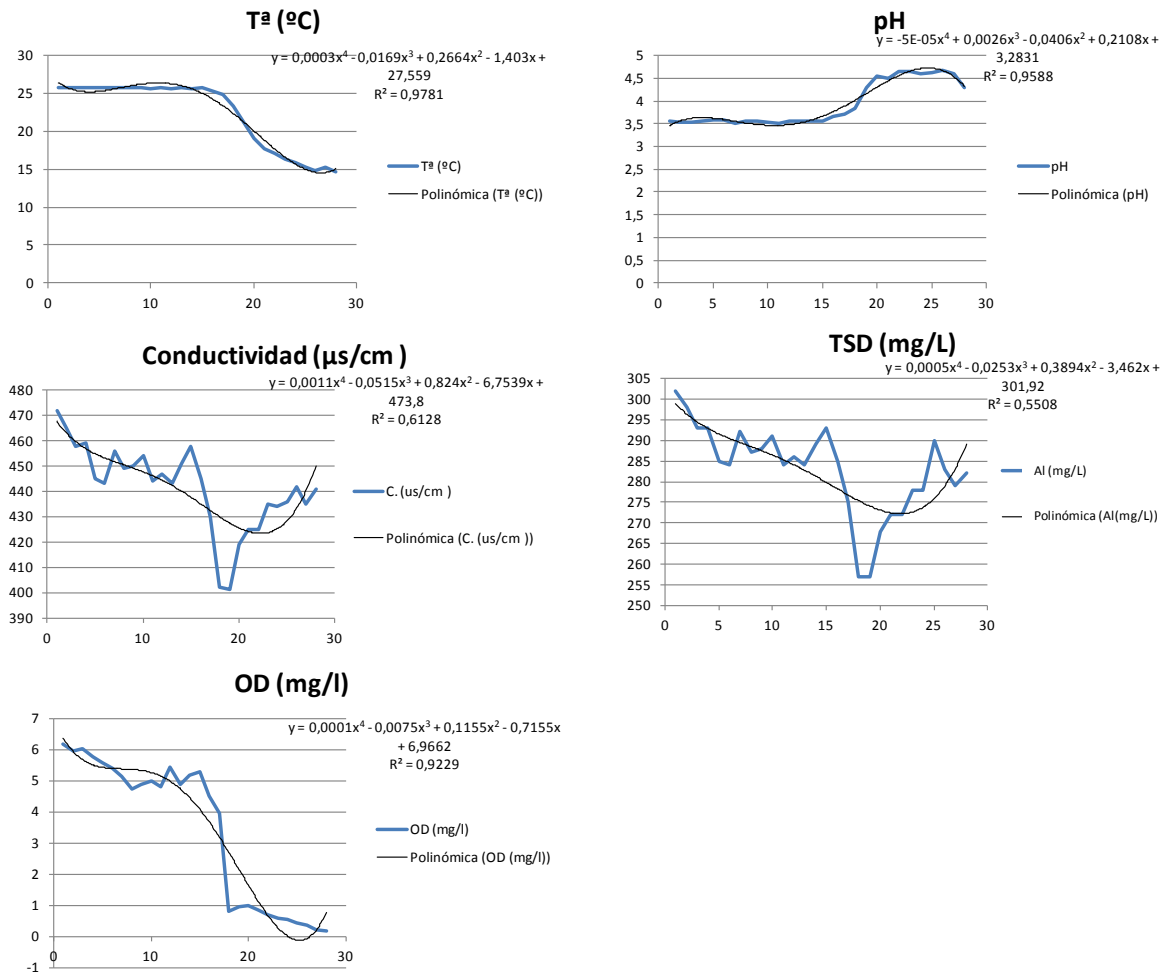 Tª (ºC)
y = 0,0003x⁴ - 0,0169x³ + 0,2664x² - 1,403x +
27,559
R² = 0,9781
30
25
20
15
10
5
0
0 10 20 30
Tª (ºC)
Polinómica (Tª (ºC))
pH
y = -5E-05x⁴ + 0,0026x³ - 0,0406x² + 0,2108x +
3,2831
R² = 0,9588
5
4,5
4
3,5
3
2,5
2
1,5
1
0,5
0
0 5 10 15 20 25 30
pH
Polinómica (pH)
Conductividad (µs/cm )
y = 0,0011x⁴ - 0,0515x³ + 0,824x² - 6,7539x +
473,8
R² = 0,6128
480
470
460
450
440
430
420
410
400
390
0 10 20 30
C. (us/cm )
Polinómica (C. (us/cm ))
TSD (mg/L)
y = 0,0005x⁴ - 0,0253x³ + 0,3894x² - 3,462x +
301,92
R² = 0,5508
305
300
295
290
285
280
275
270
265
260
255
250
0 5 10 15 20 25 30
Al (mg/L)
Polinómica (Al(mg/L))
OD (mg/l)
y = 0,0001x⁴ - 0,0075x³ + 0,1155x² - 0,7155x
+ 6,9662
R² = 0,9229
7
6
5
4
3
2
1
0
-1
0 10 20 30
OD (mg/l)
Polinómica (OD (mg/l))